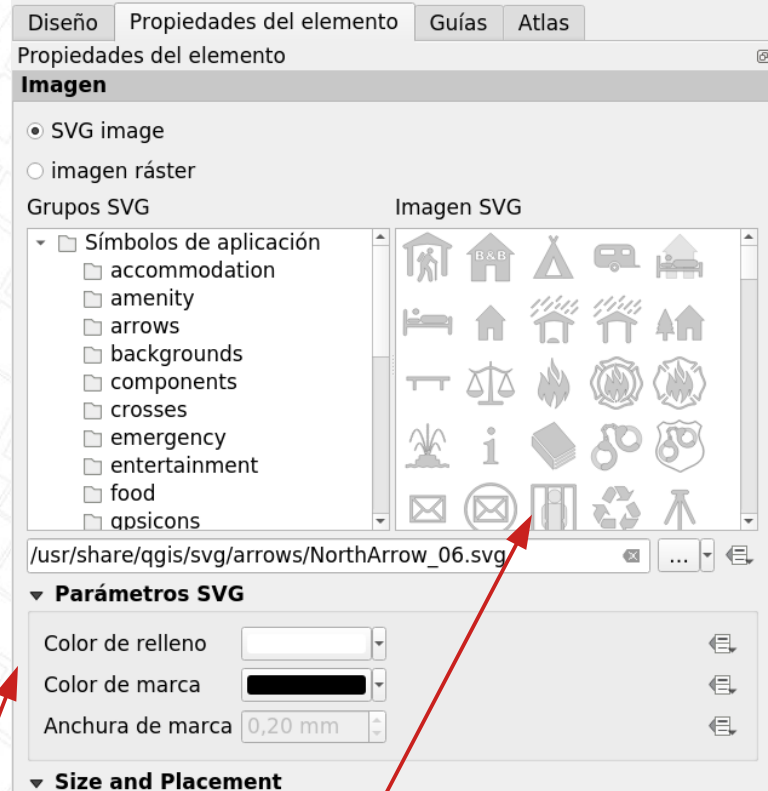 Diseño Propiedades del elemento Guías Atlas
Propiedades del elemento
Imagen
SVG image
imagen ráster
Grupos SVG Imagen SVG
Símbolos de aplicación
accommodation
amenity
arrows
backgrounds
components
crosses
emergency
entertainment
food
gpsicons
B&B
i
/usr/share/qgis/svg/arrows/NorthArrow_06.svg ...
Parámetros SVG
Color de relleno
Color de marca
Anchura de marca 0,20 mm
Size and Placement